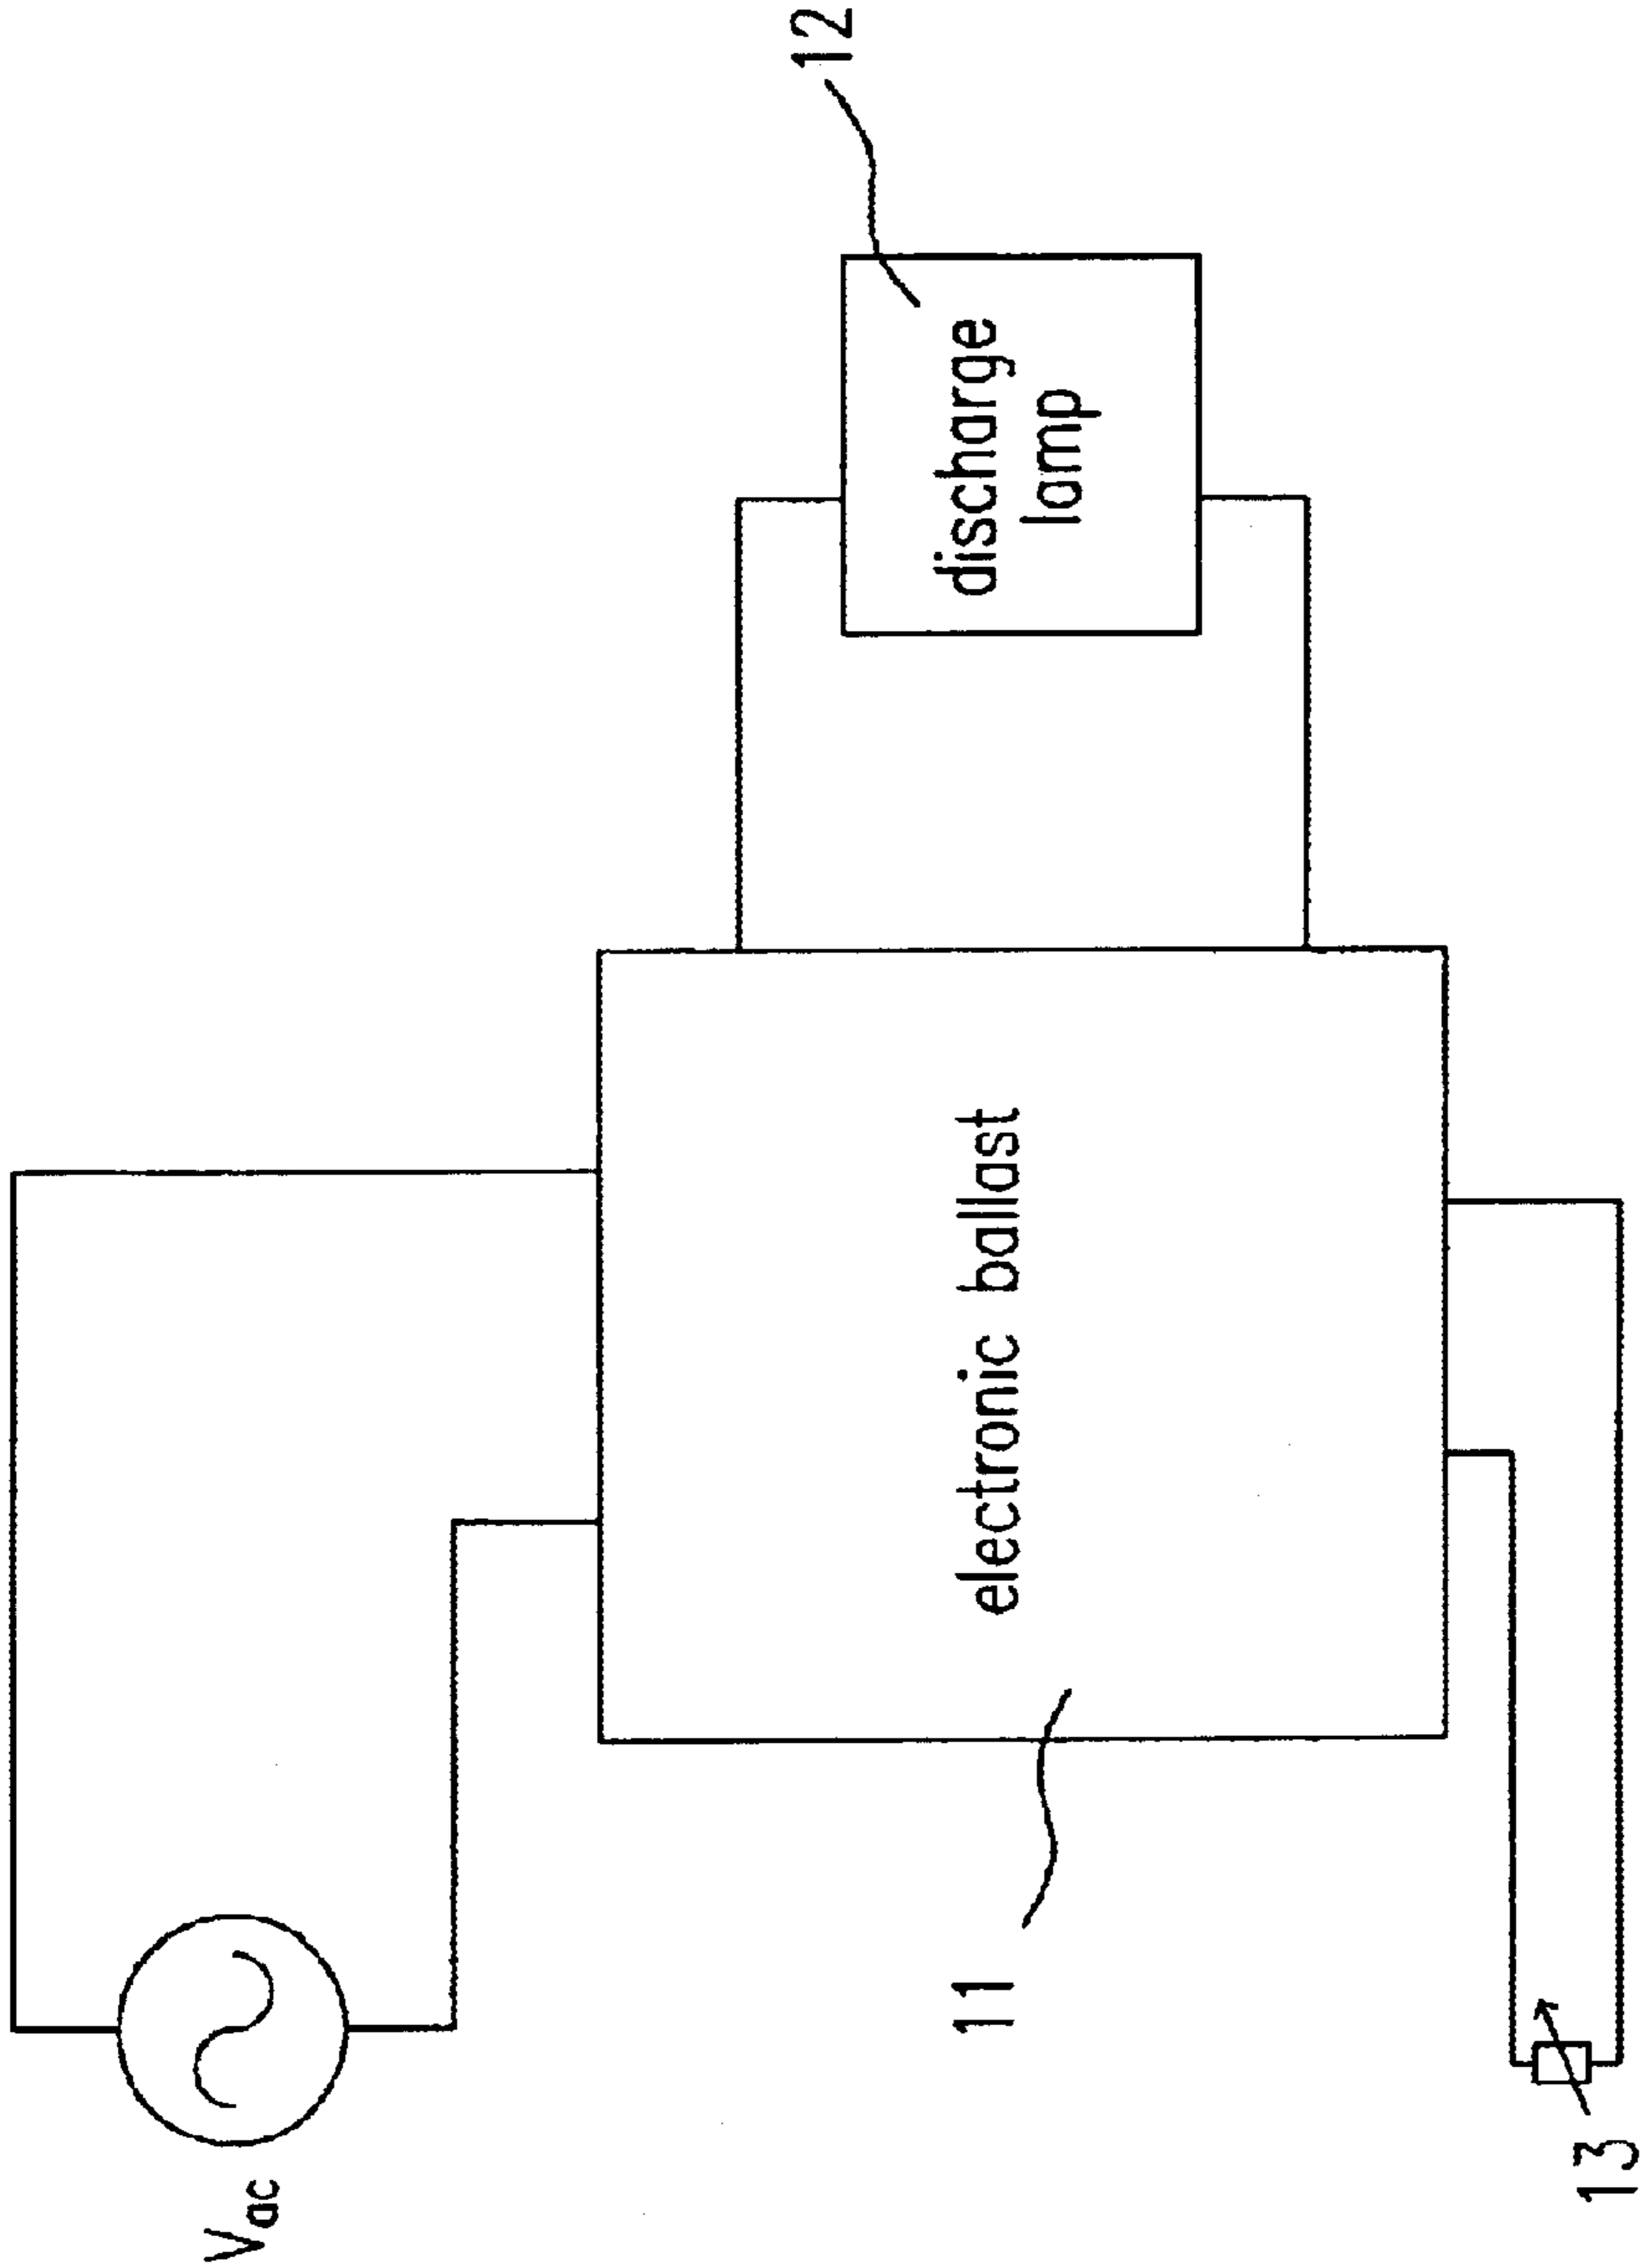 Vac
electronic ballast
11
discharge
lamp
12
13